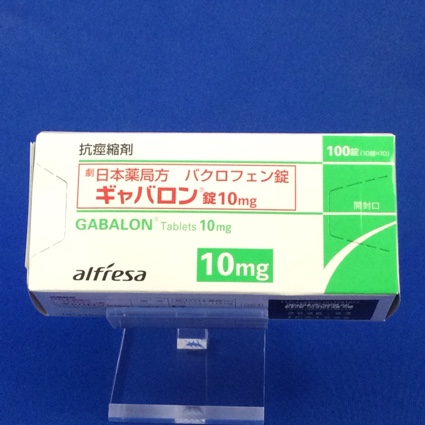 抗痙縮剤
100錠(10錠×10)
劇 日本薬局方 バクロフェン錠
ギャバロン®錠10mg
GABALON® Tablets 10mg
開封口
alfresa
10mg